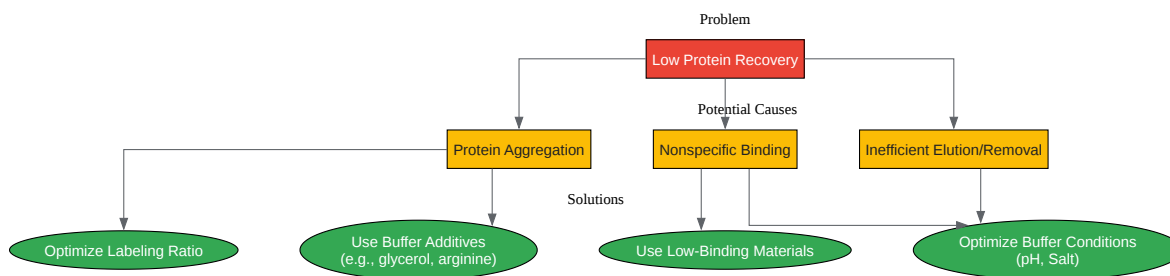 Problem
Low Protein Recovery
Potential Causes
Protein Aggregation
Nonspecific Binding
Inefficient Elution/Removal
Solutions
Optimize Labeling Ratio
Use Buffer Additives
(e.g., glycerol, arginine)
Use Low-Binding Materials
Optimize Buffer Conditions
(pH, Salt)